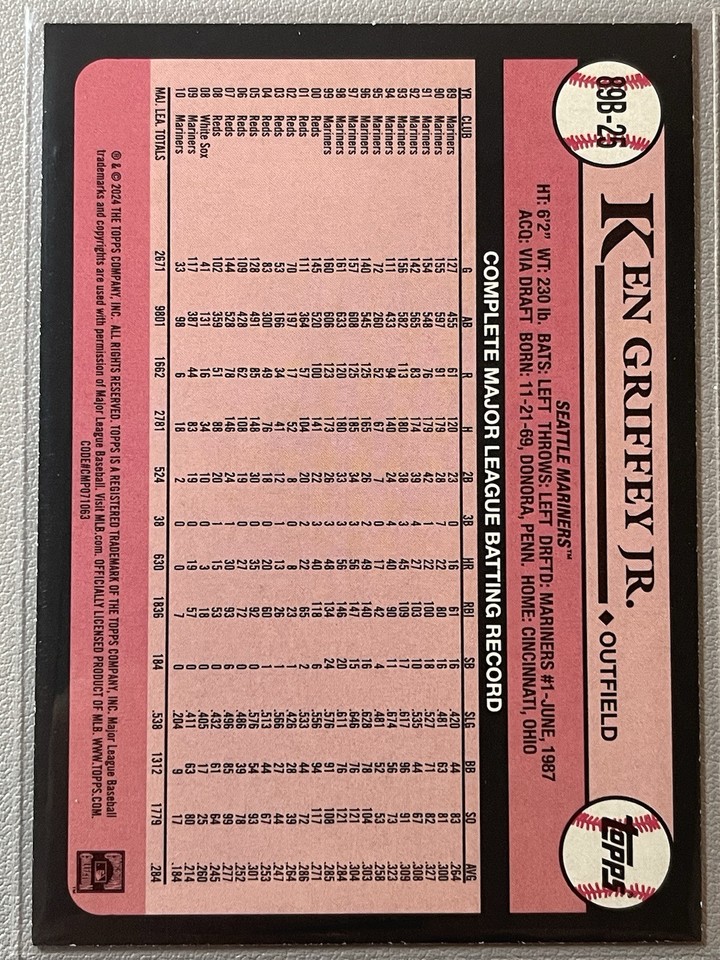 89B-25
KEN GRIFFEY JR. ♦ OUTFIELD
topps
SEATTLE MARINERS™
HT: 6'2" WT: 230 lb. BATS: LEFT THROWS: LEFT DRFTD: MARINERS #1-JUNE, 1987
ACQ: VIA DRAFT BORN: 11-21-69, DONORA, PENN. HOME: CINCINNATI, OHIO
COMPLETE MAJOR LEAGUE BATTING RECORD
YR CLUB G AB R H 2B 3B HR RBI SB SLG BB SO AVG
89 Mariners 127 455 61 120 23 0 16 61 16 .420 44 83 .264
90 Mariners 155 597 91 179 28 7 22 80 16 .481 63 81 .300
91 Mariners 154 548 76 179 42 1 22 100 18 .527 71 82 .327
92 Mariners 142 565 83 174 39 4 27 103 10 .535 44 67 .308
93 Mariners 156 582 113 180 38 3 45 109 17 .617 96 91 .309
94 Mariners 111 433 94 140 24 4 40 90 11 .674 56 73 .323
95 Mariners 72 260 52 67 7 0 17 42 4 .481 52 53 .258
96 Mariners 140 545 125 165 26 2 49 140 16 .628 78 104 .303
97 Mariners 157 608 125 185 34 3 56 147 15 .646 76 121 .304
98 Mariners 161 633 120 180 33 3 56 146 20 .611 76 121 .284
99 Mariners 160 606 123 173 26 3 48 134 24 .576 91 108 .285
00 Reds 145 520 100 141 22 3 40 118 6 .556 94 117 .271
01 Reds 111 364 57 104 20 2 22 65 2 .533 44 72 .286
02 Reds 70 197 17 52 8 0 8 23 1 .426 28 39 .264
03 Reds 53 166 34 41 12 1 13 26 1 .566 27 44 .247
04 Reds 83 300 49 76 18 0 20 60 1 .513 44 67 .253
05 Reds 128 491 85 148 30 0 35 92 0 .576 54 93 .301
06 Reds 109 428 62 108 19 0 27 72 0 .486 39 78 .252
07 Reds 144 528 78 146 24 1 30 93 6 .496 85 99 .277
08 Reds 102 359 51 88 20 1 15 53 0 .432 61 64 .245
08 White Sox 41 131 16 34 10 0 3 18 0 .405 17 25 .260
09 Mariners 117 387 44 83 19 0 19 57 0 .411 63 80 .214
10 Mariners 33 98 6 18 2 0 0 7 0 .204 9 17 .184
MAJ. LEA. TOTALS 2671 9801 1662 2781 524 38 630 1836 184 .538 1312 1779 .284
® & © 2024 THE TOPPS COMPANY, INC. ALL RIGHTS RESERVED. TOPPS IS A REGISTERED TRADEMARK OF THE TOPPS COMPANY, INC. Major League Baseball
trademarks and copyrights are used with permission of Major League Baseball. Visit MLB.com. OFFICIALLY LICENSED PRODUCT OF MLB. WWW.TOPPS.COM.
CODE#CMP071063